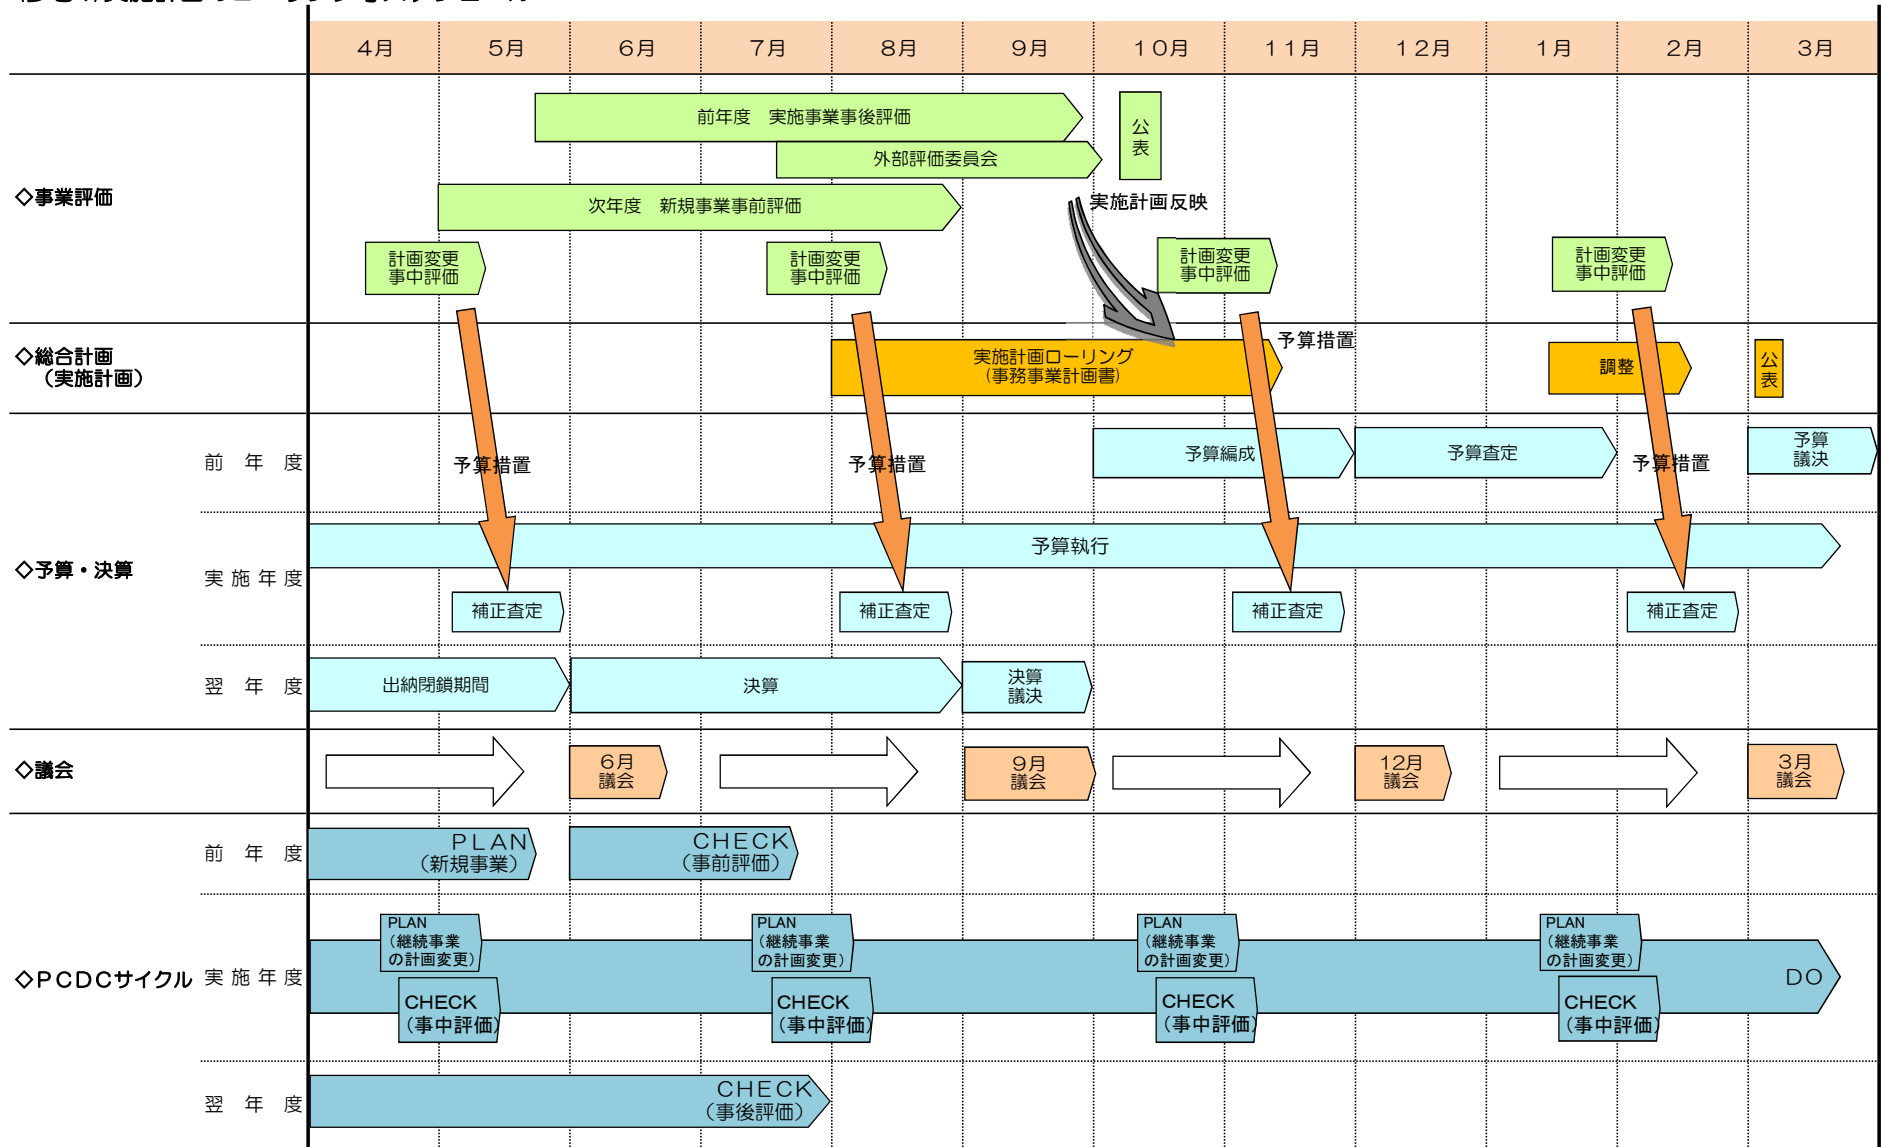 4月 5月 6月 7月 8月 9月 10月 11月 12月 1月 2月 3月
◇事業評価
前年度　実施事業事後評価
公表
外部評価委員会
次年度　新規事業事前評価
実施計画反映
計画変更
事中評価
計画変更
事中評価
計画変更
事中評価
計画変更
事中評価
◇総合計画
（実施計画）
実施計画ローリング
(事務事業計画書)
予算措置
調整
公表
◇予算・決算
前年度
予算措置
予算措置
予算編成
予算査定
予算措置
予算
議決
実施年度
予算執行
補正査定
補正査定
補正査定
補正査定
翌年度
出納閉鎖期間
決算
決算
議決
◇議会
6月
議会
9月
議会
12月
議会
3月
議会
◇PCDCサイクル
前年度
PLAN
（新規事業）
CHECK
（事前評価）
実施年度
PLAN
（継続事業
の計画変更）
PLAN
（継続事業
の計画変更）
PLAN
（継続事業
の計画変更）
PLAN
（継続事業
の計画変更）
CHECK
（事中評価）
CHECK
（事中評価）
CHECK
（事中評価）
CHECK
（事中評価）
DO
翌年度
CHECK
（事後評価）